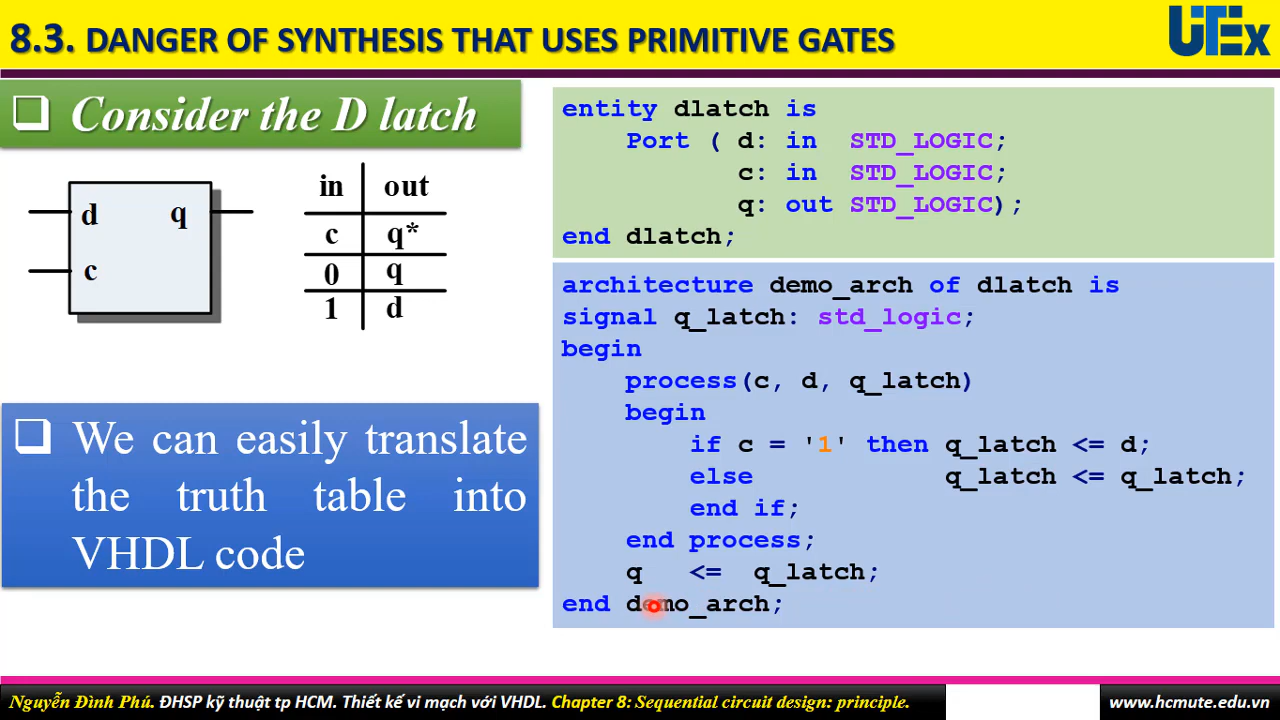 8.3. DANGER OF SYNTHESIS THAT USES PRIMITIVE GATES
UTEx
❑ Consider the D latch
d q
c
in out
c q*
0 q
1 d
❑ We can easily translate
the truth table into
VHDL code
entity dlatch is
Port ( d: in STD_LOGIC;
c: in STD_LOGIC;
q: out STD_LOGIC);
end dlatch;
architecture demo_arch of dlatch is
signal q_latch: std_logic;
begin
process(c, d, q_latch)
begin
if c = '1' then q_latch <= d;
else q_latch <= q_latch;
end if;
end process;
q <= q_latch;
end demo_arch;
Nguyễn Đình Phú. ĐHSP kỹ thuật tp HCM. Thiết kế vi mạch với VHDL. Chapter 8: Sequential circuit design: principle.
www.hcmute.edu.vn